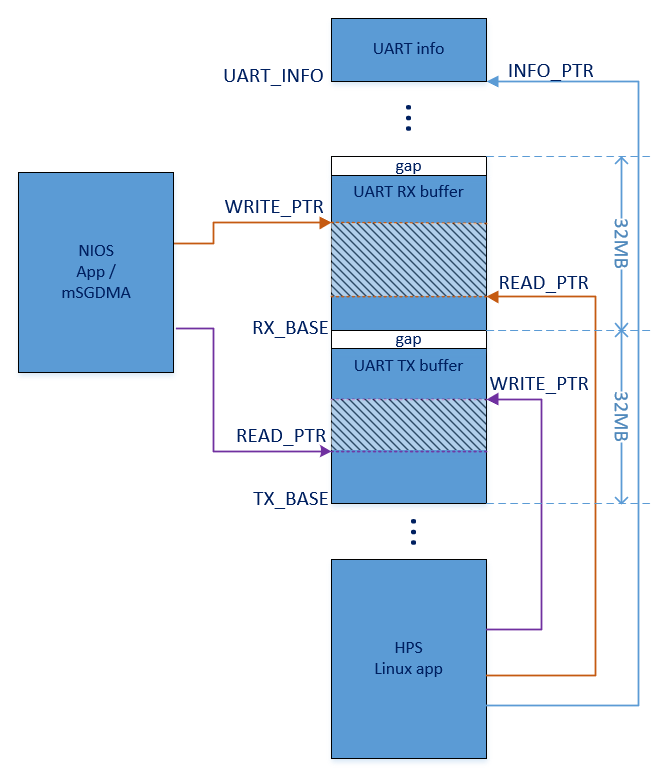 UART info
UART_INFO
INFO_PTR
gap
UART RX buffer
WRITE_PTR
NIOS
App /
mSGDMA
32MB
READ_PTR
RX_BASE
gap
UART TX buffer
WRITE_PTR
32MB
READ_PTR
TX_BASE
HPS
Linux app